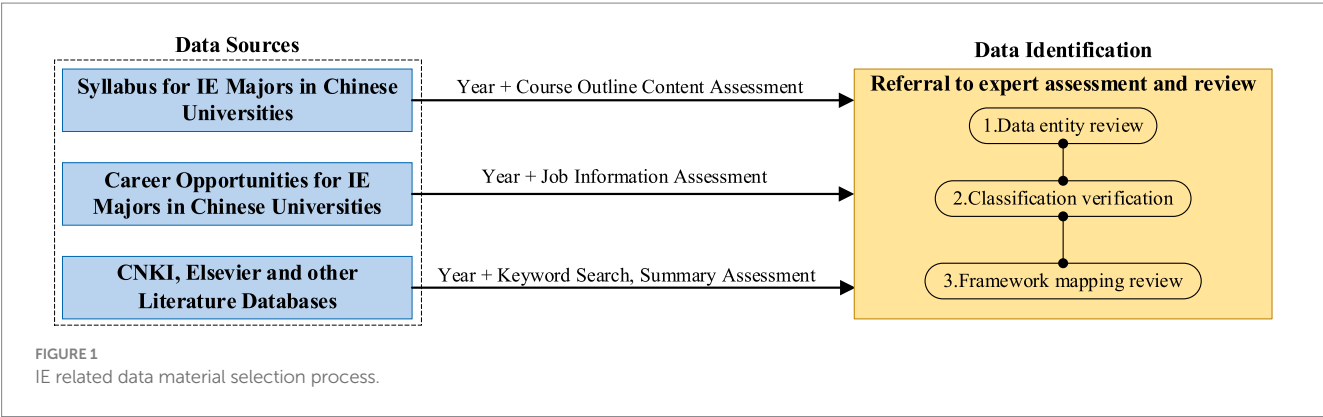 Data Sources
Syllabus for IE Majors in Chinese
Universities
Career Opportunities for IE
Majors in Chinese Universities
CNKI, Elsevier and other
Literature Databases
Year + Course Outline Content Assessment
Year + Job Information Assessment
Year + Keyword Search, Summary Assessment
Data Identification
Referral to expert assessment and review
1.Data entity review
2.Classification verification
3.Framework mapping review
FIGURE 1
IE related data material selection process.